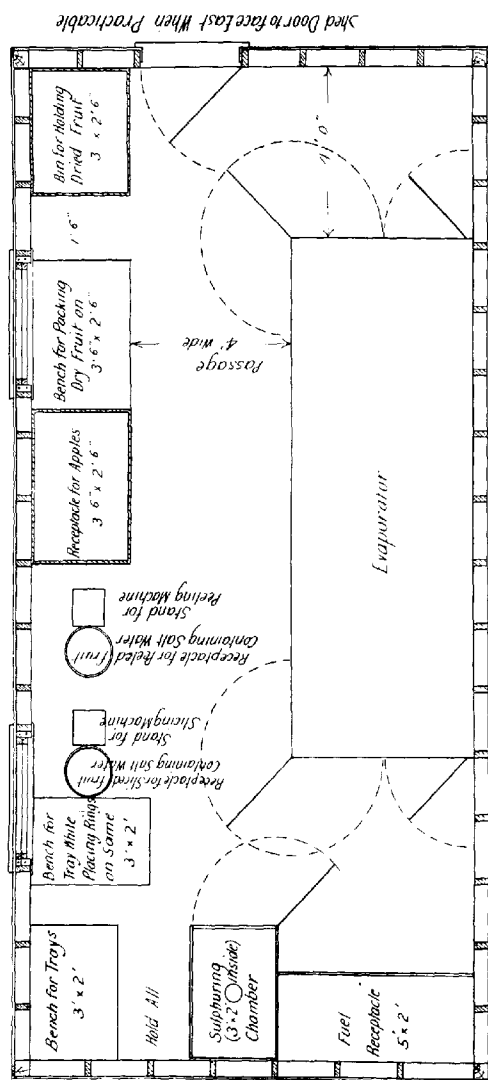 Shed Door to face East When Practicable
Bin for Holding
Dried Fruit
3' x 2' 6"
1' 6"
Bench for Packing
Dry Fruit on
3' 6" x 2' 6"
Receptacle for Apples
3' 6" x 2' 6"
Passage
4' wide
4' 0"
Evaporator
Stand for
Peeling Machine
Receptacle for Peeled Fruit
Containing Salt Water
Stand for
Slicing Machine
Receptacle for Sliced Fruit
Containing Salt Water
Bench for
Tray While
Placing Rings
on Same
3' x 2'
Bench for Trays
3' x 2'
Hold All
Sulphuring
(3' x 2' inside)
Chamber
Fuel
Receptacle
5' x 2'